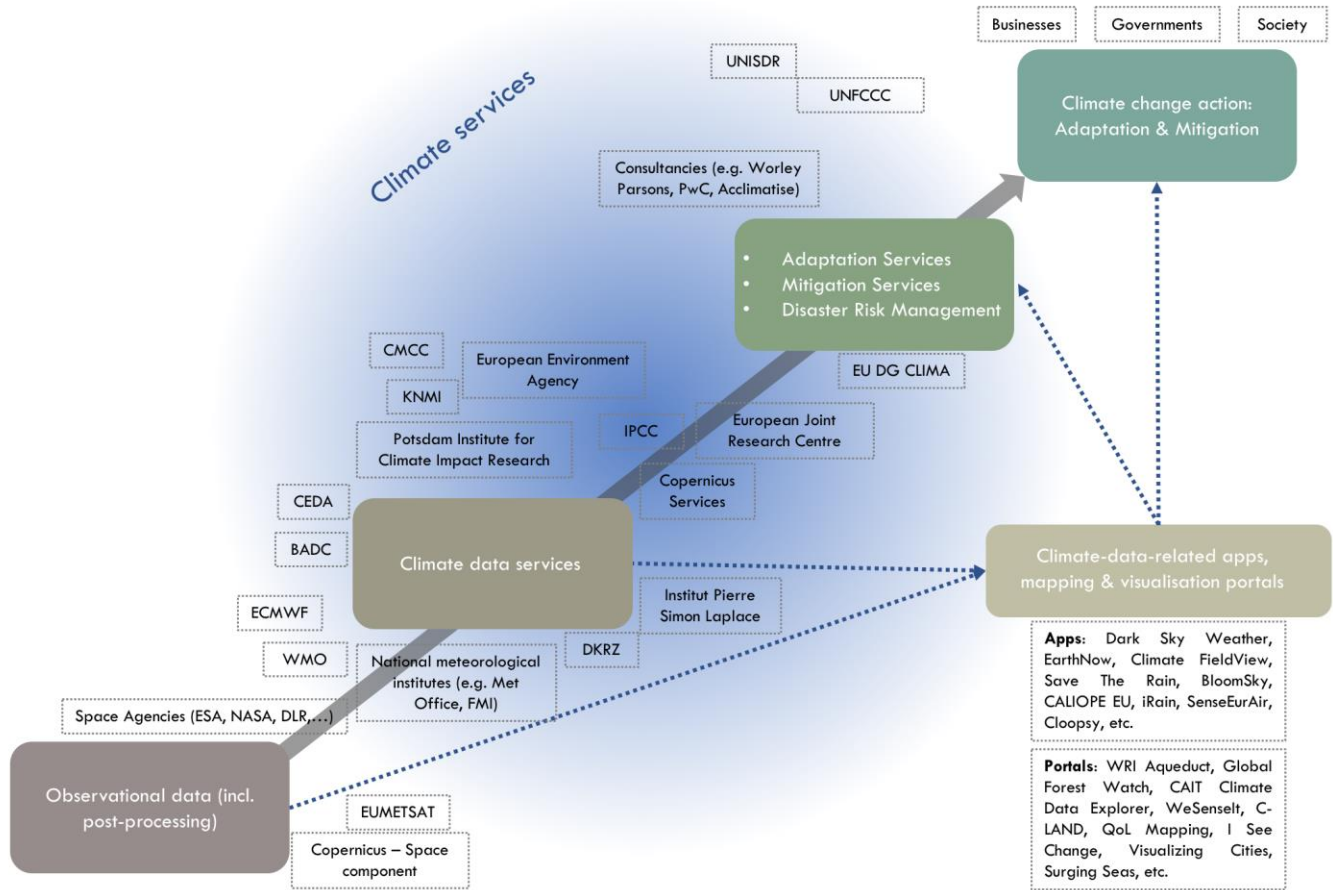 Businesses
Governments
Society
UNISDR
UNFCCC
Climate services
Climate change action:
Adaptation & Mitigation
Consultancies (e.g. Worley
Parsons, PwC, Acclimatise)
• Adaptation Services
• Mitigation Services
• Disaster Risk Management
CMCC
European Environment
Agency
EU DG CLIMA
KNMI
IPCC
European Joint
Research Centre
Potsdam Institute for
Climate Impact Research
Copernicus
Services
CEDA
BADC
Climate data services
Climate-data-related apps,
mapping & visualisation portals
ECMWF
Institut Pierre
Simon Laplace
WMO
National meteorological
institutes (e.g. Met
Office, FMI)
DKRZ
Space Agencies (ESA, NASA, DLR,…)
Apps: Dark Sky Weather,
EarthNow, Climate FieldView,
Save The Rain, BloomSky,
CALIOPE EU, iRain, SenseEurAir,
Cloopsy, etc.
Observational data (incl.
post-processing)
EUMETSAT
Copernicus – Space
component
Portals: WRI Aqueduct, Global
Forest Watch, CAIT Climate
Data Explorer, WeSenseIt, C-
LAND, QoL Mapping, I See
Change, Visualizing Cities,
Surging Seas, etc.